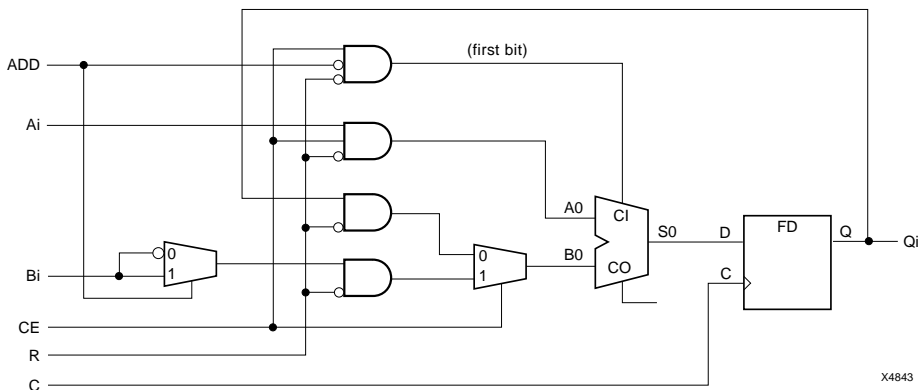 (first bit)
ADD
Ai
A0
CI
S0
D
FD
Q
Qi
0
1
0
1
B0
CO
C
Bi
CE
R
C
X4843